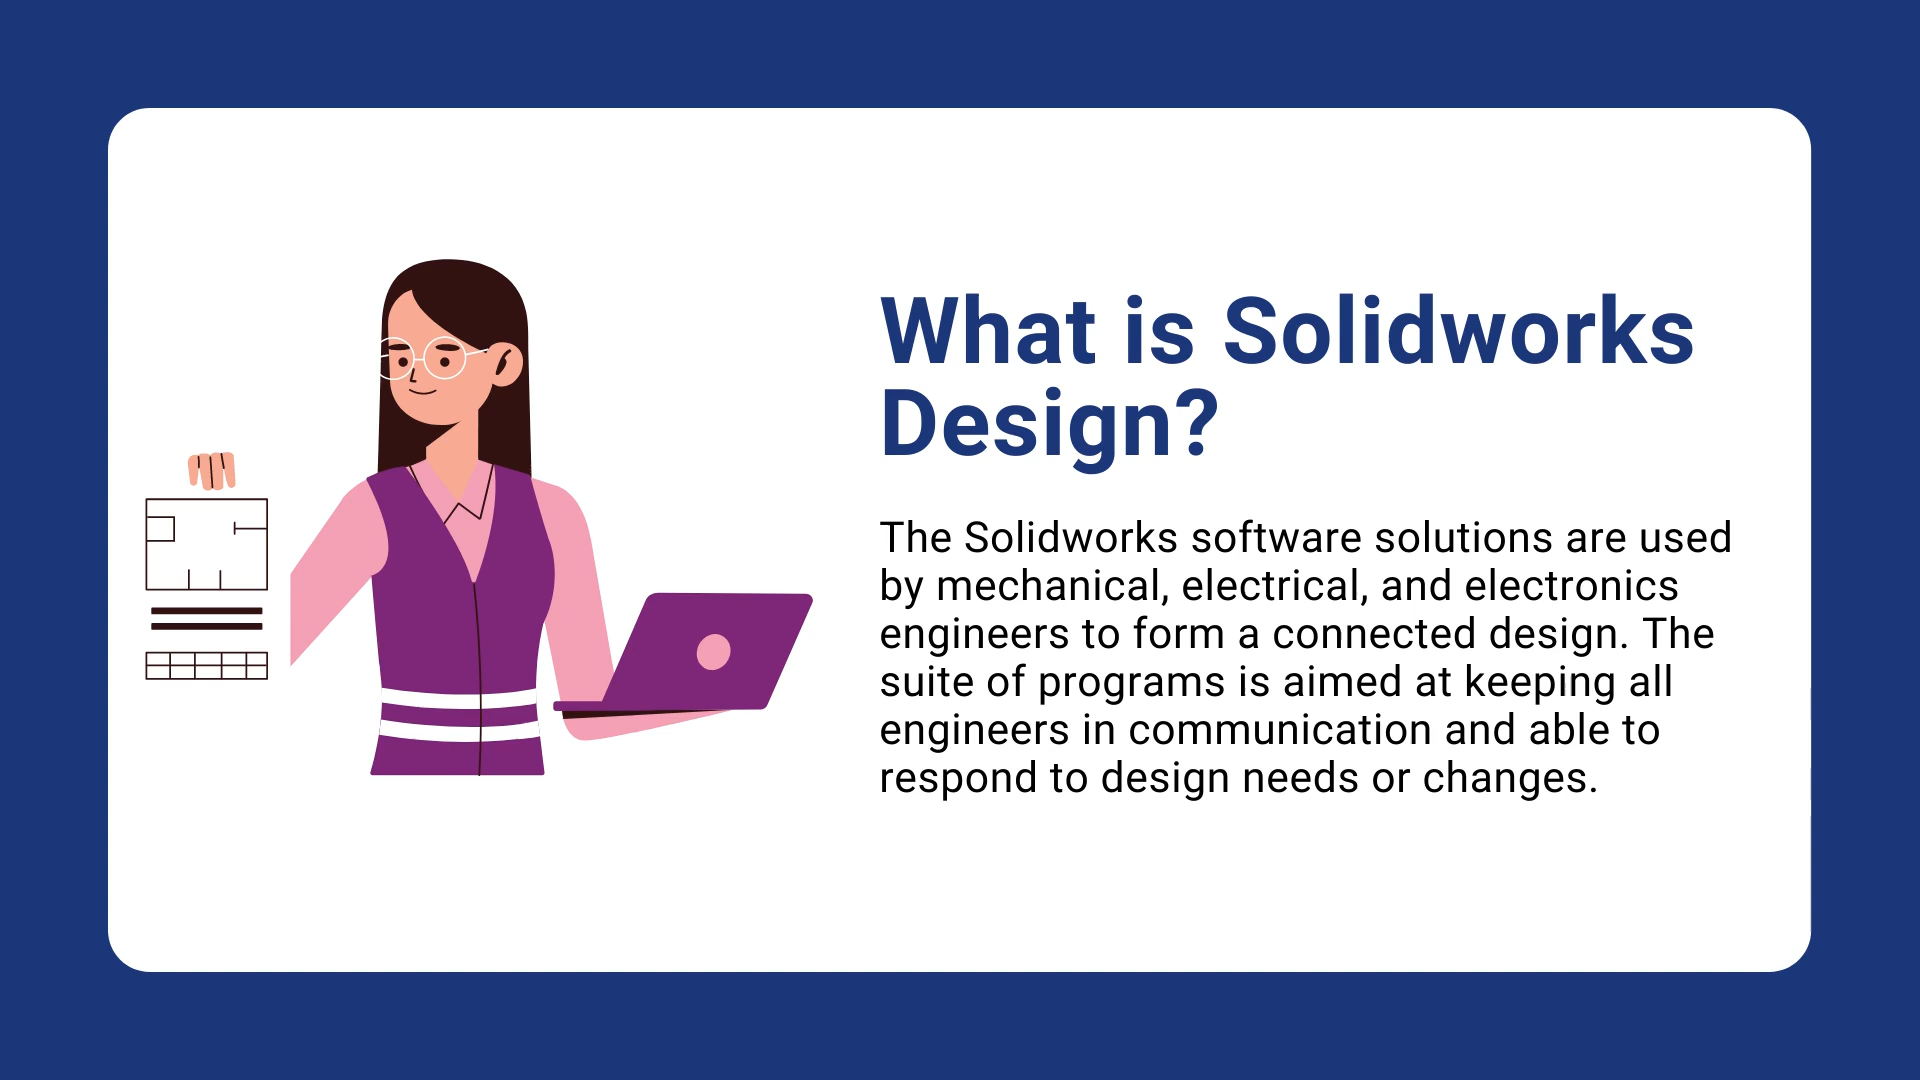 What is Solidworks
Design?
The Solidworks software solutions are used
by mechanical, electrical, and electronics
engineers to form a connected design. The
suite of programs is aimed at keeping all
engineers in communication and able to
respond to design needs or changes.